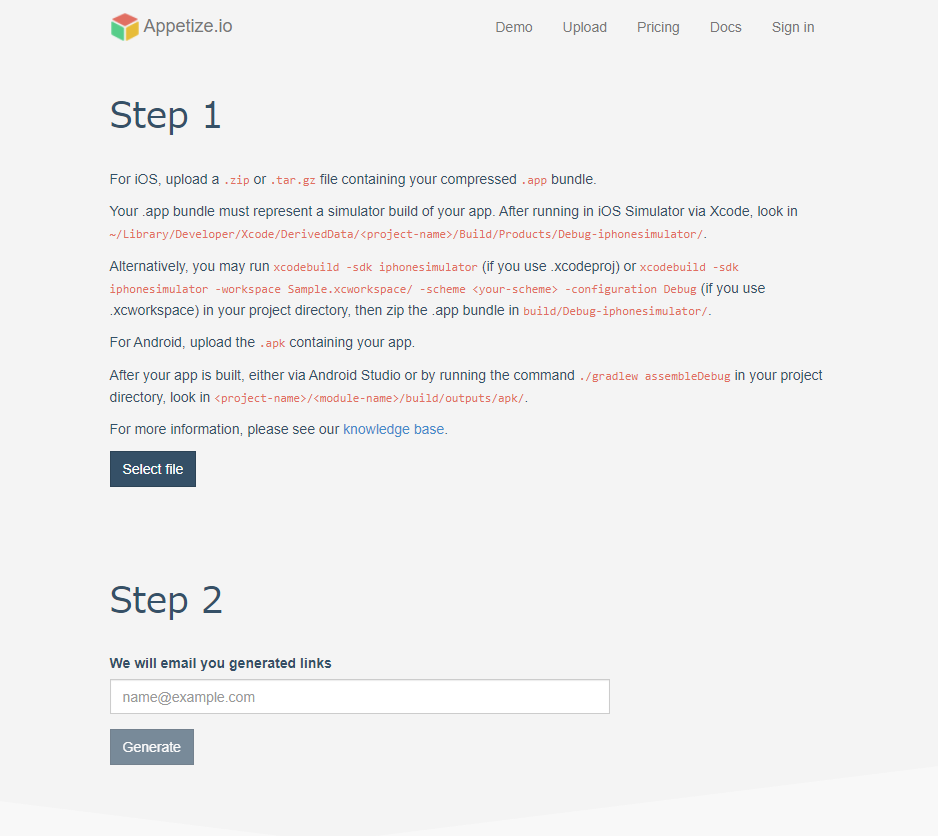 Appetize.io
Demo Upload Pricing Docs Sign in
Step 1
For iOS, upload a .zip or .tar.gz file containing your compressed .app bundle.
Your .app bundle must represent a simulator build of your app. After running in iOS Simulator via Xcode, look in
~/Library/Developer/Xcode/DerivedData/<project-name>/Build/Products/Debug-iphonesimulator/.
Alternatively, you may run xcodebuild -sdk iphonesimulator (if you use .xcodeproj) or xcodebuild -sdk
iphonesimulator -workspace Sample.xcworkspace/ -scheme <your-scheme> -configuration Debug (if you use
.xcworkspace) in your project directory, then zip the .app bundle in build/Debug-iphonesimulator/.
For Android, upload the .apk containing your app.
After your app is built, either via Android Studio or by running the command ./gradlew assembleDebug in your project
directory, look in <project-name>/<module-name>/build/outputs/apk/.
For more information, please see our knowledge base.
Select file
Step 2
We will email you generated links
name@example.com
Generate